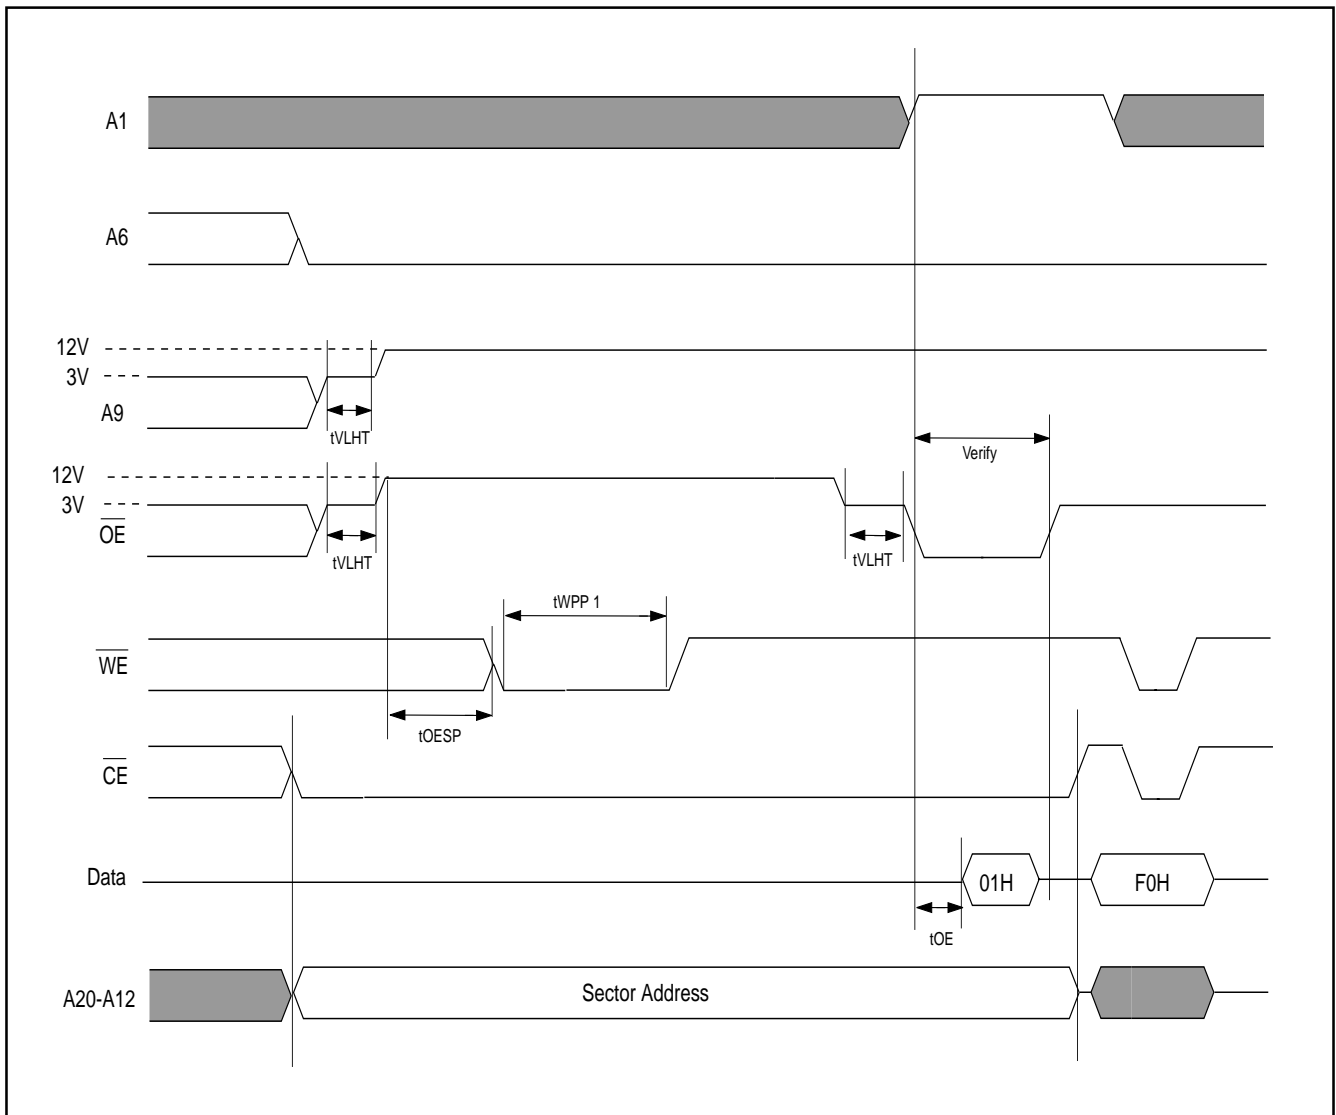 A1
A6
12V
3V
A9
tVLHT
Verify
12V
3V
OE
tVLHT
tVLHT
tWPP 1
WE
tOESP
CE
Data
01H
F0H
tOE
A20-A12
Sector Address